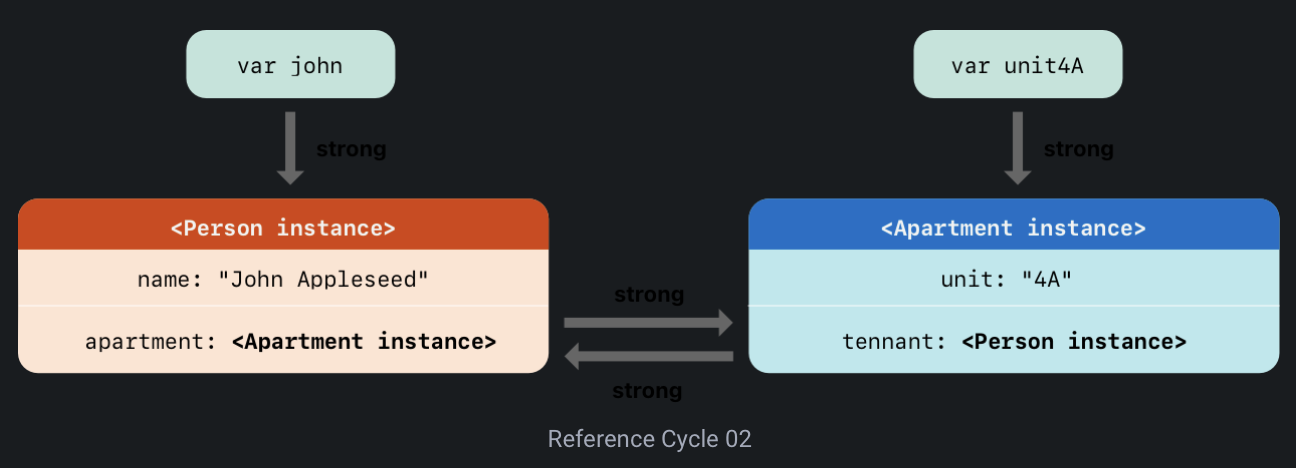 var john
var unit4A
strong
strong
<Person instance>
name: "John Appleseed"
apartment: <Apartment instance>
strong
strong
<Apartment instance>
unit: "4A"
tennant: <Person instance>
Reference Cycle 02